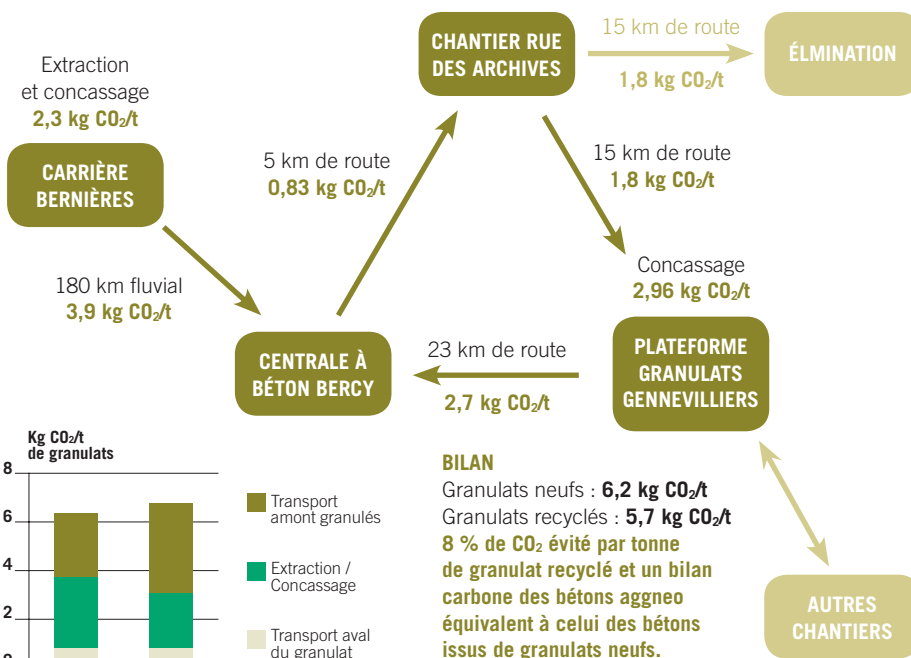 CHANTIER RUE
DES ARCHIVES
15 km de route
1,8 kg CO₂/t
ÉLMINATION
Extraction
et concassage
2,3 kg CO₂/t
CARRIÈRE
BERNIÈRES
5 km de route
0,83 kg CO₂/t
15 km de route
1,8 kg CO₂/t
180 km fluvial
3,9 kg CO₂/t
Concassage
2,96 kg CO₂/t
CENTRALE À
BÉTON BERCY
23 km de route
2,7 kg CO₂/t
PLATEFORME
GRANULATS
GENNEVILLIERS
Kg CO₂/t
de granulats
8
6
4
2
Transport
amont granulés
Extraction /
Concassage
Transport aval
du granulat
BILAN
Granulats neufs : 6,2 kg CO₂/t
Granulats recyclés : 5,7 kg CO₂/t
8 % de CO₂ évité par tonne
de granulat recyclé et un bilan
carbone des bétons aggneo
équivalent à celui des bétons
issus de granulats neufs.
AUTRES
CHANTIERS